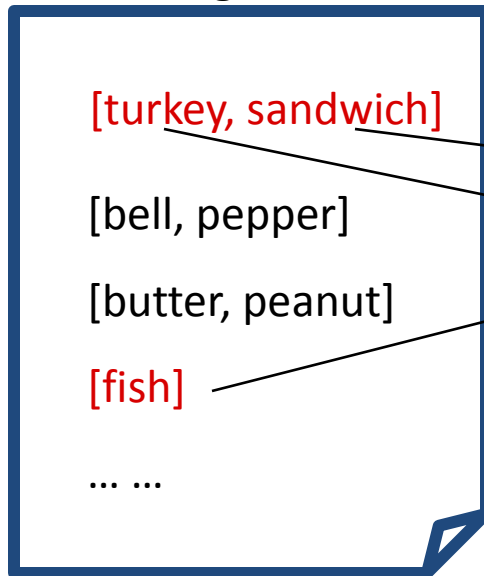 [turkey, sandwich]
[bell, pepper]
[butter, peanut]
[fish]
... ...